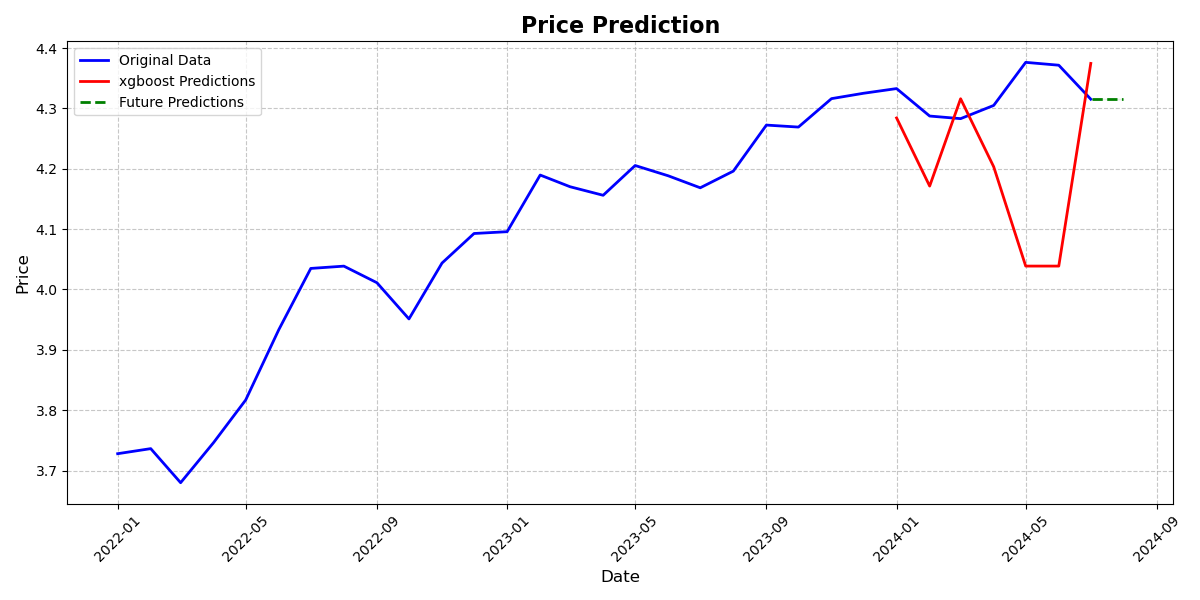 Price Prediction
Original Data
xgboost Predictions
Future Predictions
Price
4.4
4.3
4.2
4.1
4.0
3.9
3.8
3.7
2022-01
2022-05
2022-09
2023-01
2023-05
2023-09
2024-01
2024-05
2024-09
Date